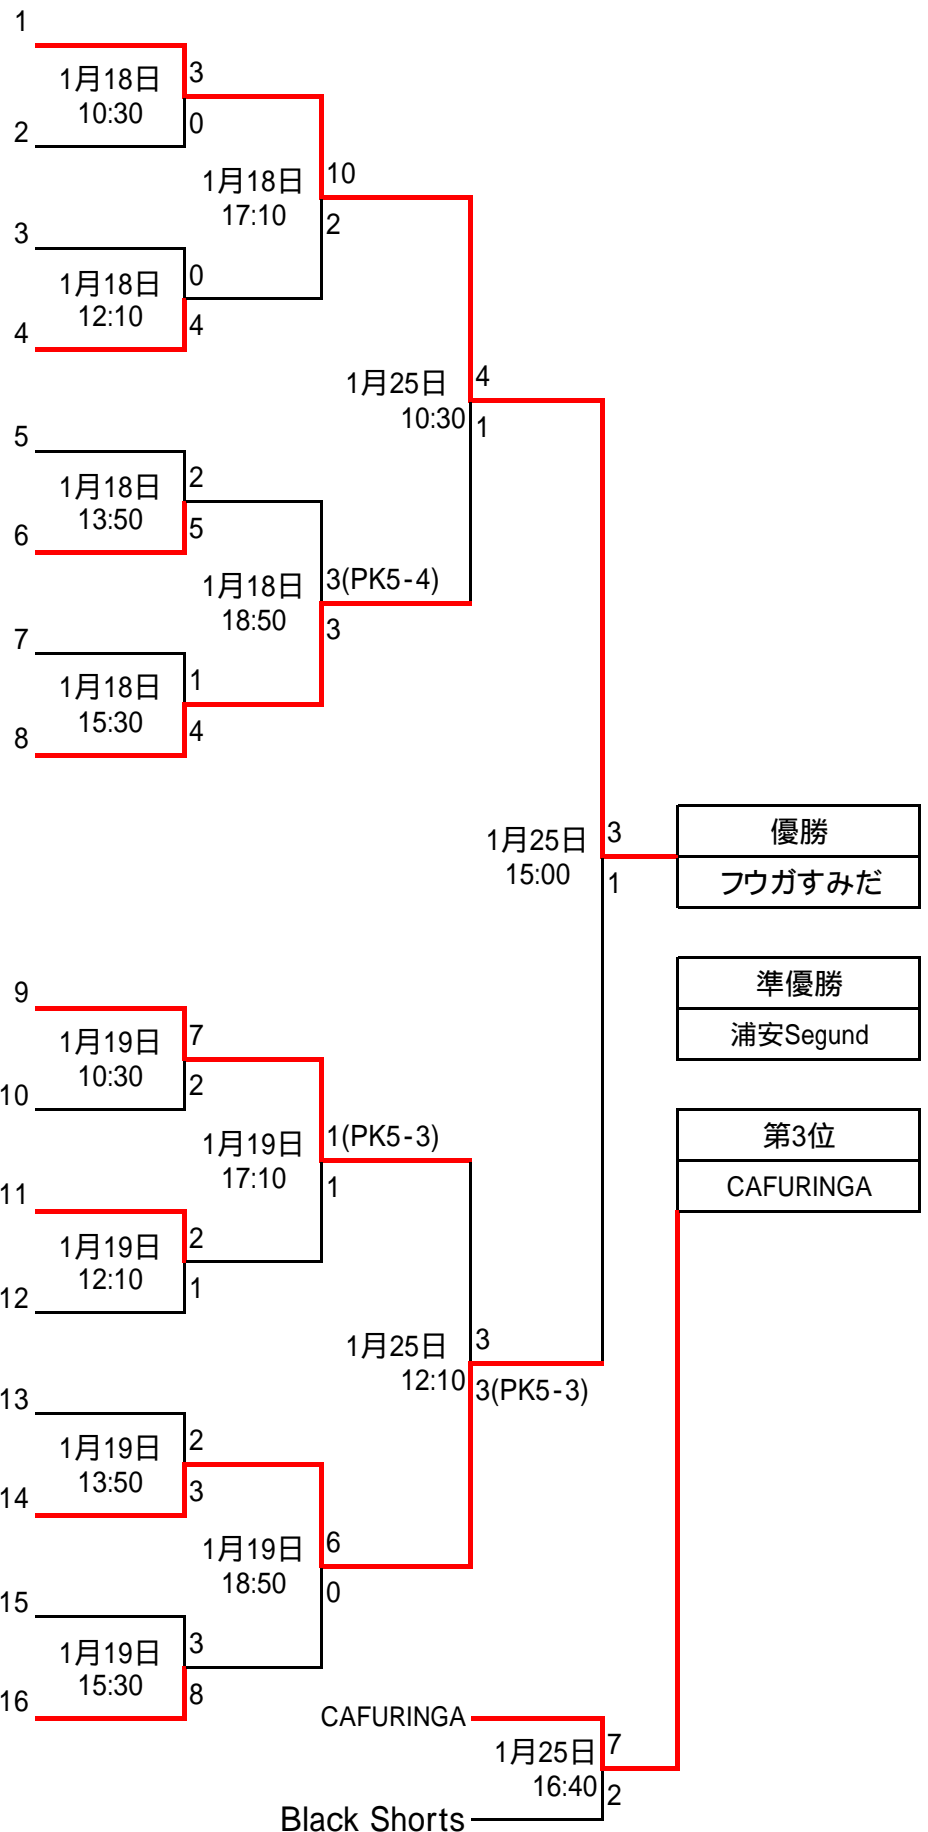 1
1月18日
10:30
3
0
2
1月18日
17:10
10
2
3
1月18日
12:10
0
4
4
1月25日
10:30
4
1
5
1月18日
13:50
2
5
6
1月18日
18:50
3(PK5-4)
3
7
1月18日
15:30
1
4
8
1月25日
15:00
3
1
優勝
フウガすみだ
準優勝
浦安Segund
第3位
CAFURINGA
9
1月19日
10:30
7
2
10
1月19日
17:10
1(PK5-3)
1
11
1月19日
12:10
2
1
12
1月25日
12:10
3
3(PK5-3)
13
1月19日
13:50
2
3
14
1月19日
18:50
6
0
15
1月19日
15:30
3
8
16
CAFURINGA
1月25日
16:40
7
2
Black Shorts